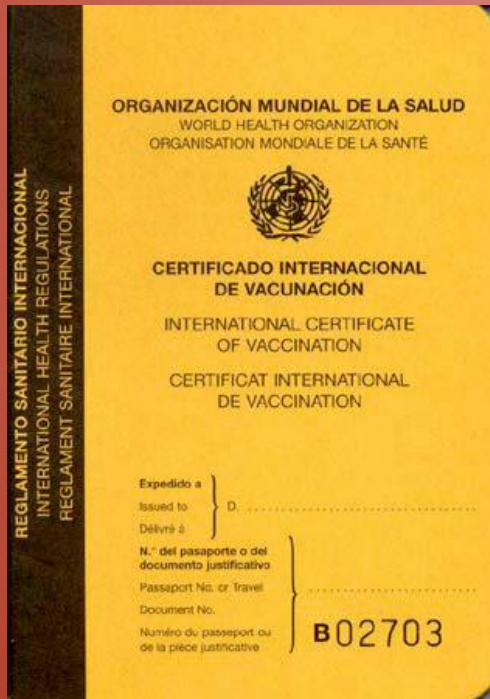 REGLAMENTO SANITARIO INTERNACIONAL
INTERNATIONAL HEALTH REGULATIONS
REGLAMENT SANITAIRE INTERNATIONAL
ORGANIZACIÓN MUNDIAL DE LA SALUD
WORLD HEALTH ORGANIZATION
ORGANISATION MONDIALE DE LA SANTÉ
CERTIFICADO INTERNACIONAL
DE VACUNACIÓN
INTERNATIONAL CERTIFICATE
OF VACCINATION
CERTIFICAT INTERNATIONAL
DE VACCINATION
Expedido a
Issued to
D.
Délivré à
N.° del pasaporte o del
documento justificativo
Passaport No. or Travel
Document No.
Numéro du passeport ou
de la pièce justificative
B02703